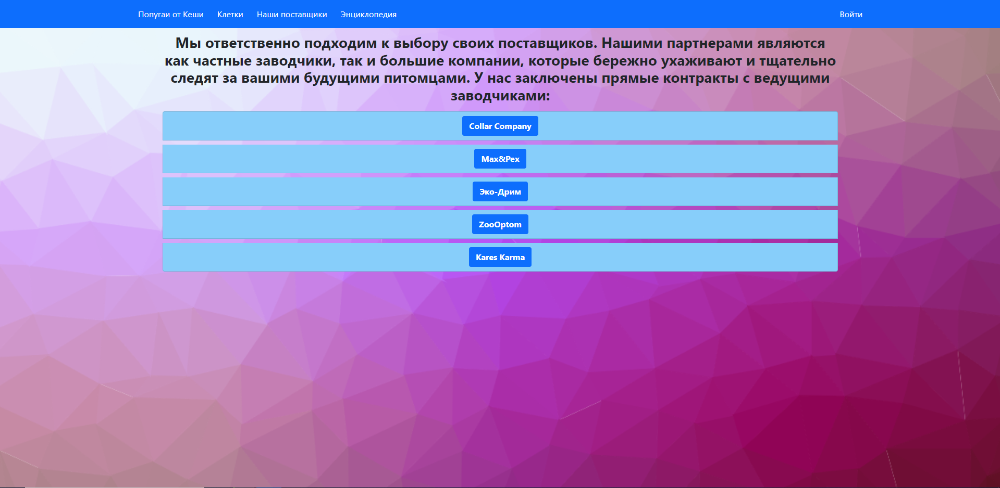 Попугаи от Кеши Клетки Наши поставщики Энциклопедия Войти
Мы ответственно подходим к выбору своих поставщиков. Нашими партнерами являются
как частные заводчики, так и большие компании, которые бережно ухаживают и тщательно
следят за вашими будущими питомцами. У нас заключены прямые контракты с ведущими
заводчиками:
Collar Company
Max&Pex
Эко-Дрим
ZooOptom
Kares Karma